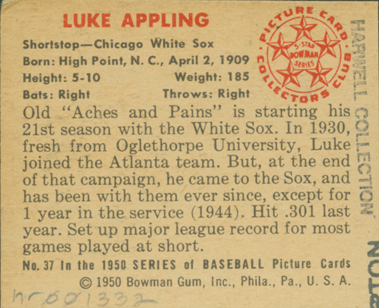 LUKE APPLING
Shortstop—Chicago White Sox
Born: High Point, N. C., April 2, 1909
Height: 5-10 Weight: 185
Bats: Right Throws: Right
Old "Aches and Pains" is starting his
21st season with the White Sox. In 1930,
fresh from Oglethorpe University, Luke
joined the Atlanta team. But, at the end
of that campaign, he came to the Sox, and
has been with them ever since, except for
1 year in the service (1944). Hit .301 last
year. Set up major league record for most
games played at short.
No. 37 In the 1950 SERIES of BASEBALL Picture Cards
©1950 Bowman Gum, Inc., Phila., Pa., U. S. A.
PICTURE CARD
COLLECTORS CLUB
5-STAR
BOWMAN
SERIES
HARWELL COLLECTION
TON
hrp01332